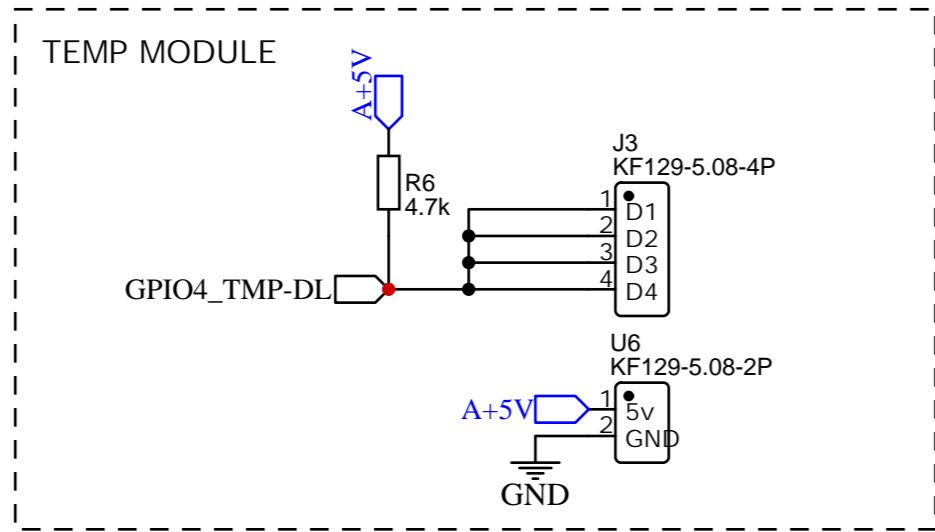 TEMP MODULE
A+5V
R6
4.7k
GPIO4_TMP-DL
J3
KF129-5.08-4P
1 D1
2 D2
3 D3
4 D4
U6
KF129-5.08-2P
A+5V
1 5v
2 GND
GND